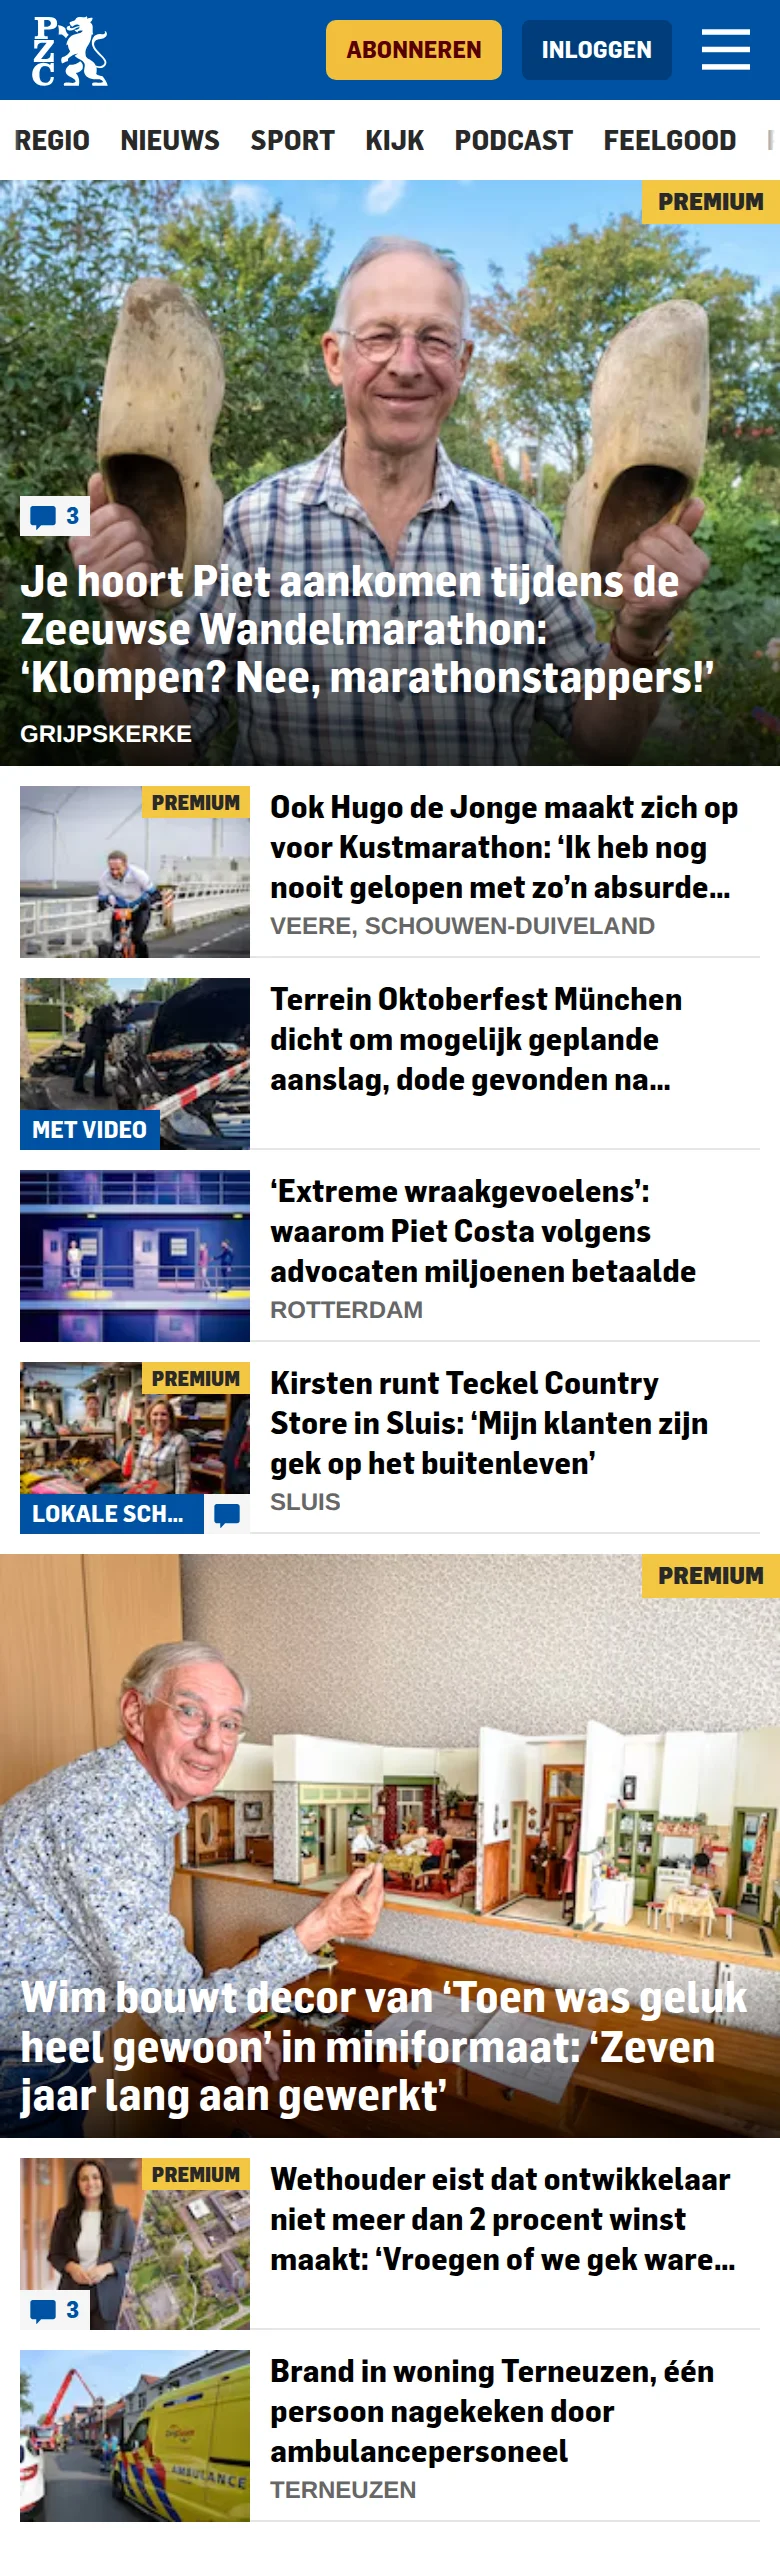 PZC
ABONNEREN
INLOGGEN
REGIO NIEUWS SPORT KIJK PODCAST FEELGOOD
PREMIUM
3
Je hoort Piet aankomen tijdens de
Zeeuwse Wandelmarathon:
‘Klompen? Nee, marathonstappers!’
GRIJPSKERKE
PREMIUM
Ook Hugo de Jonge maakt zich op
voor Kustmarathon: ‘Ik heb nog
nooit gelopen met zo’n absurde...
VEERE, SCHOUWEN-DUIVELAND
MET VIDEO
Terrein Oktoberfest München
dicht om mogelijk geplande
aanslag, dode gevonden na...
‘Extreme wraakgevoelens’:
waarom Piet Costa volgens
advocaten miljoenen betaalde
ROTTERDAM
PREMIUM
LOKALE SCH...
Kirsten runt Teckel Country
Store in Sluis: ‘Mijn klanten zijn
gek op het buitenleven’
SLUIS
PREMIUM
Wim bouwt decor van ‘Toen was geluk
heel gewoon’ in miniformaat: ‘Zeven
jaar lang aan gewerkt’
PREMIUM
3
Wethouder eist dat ontwikkelaar
niet meer dan 2 procent winst
maakt: ‘Vroegen of we gek ware...
AMBULANCE
Brand in woning Terneuzen, één
persoon nagekeken door
ambulancepersoneel
TERNEUZEN